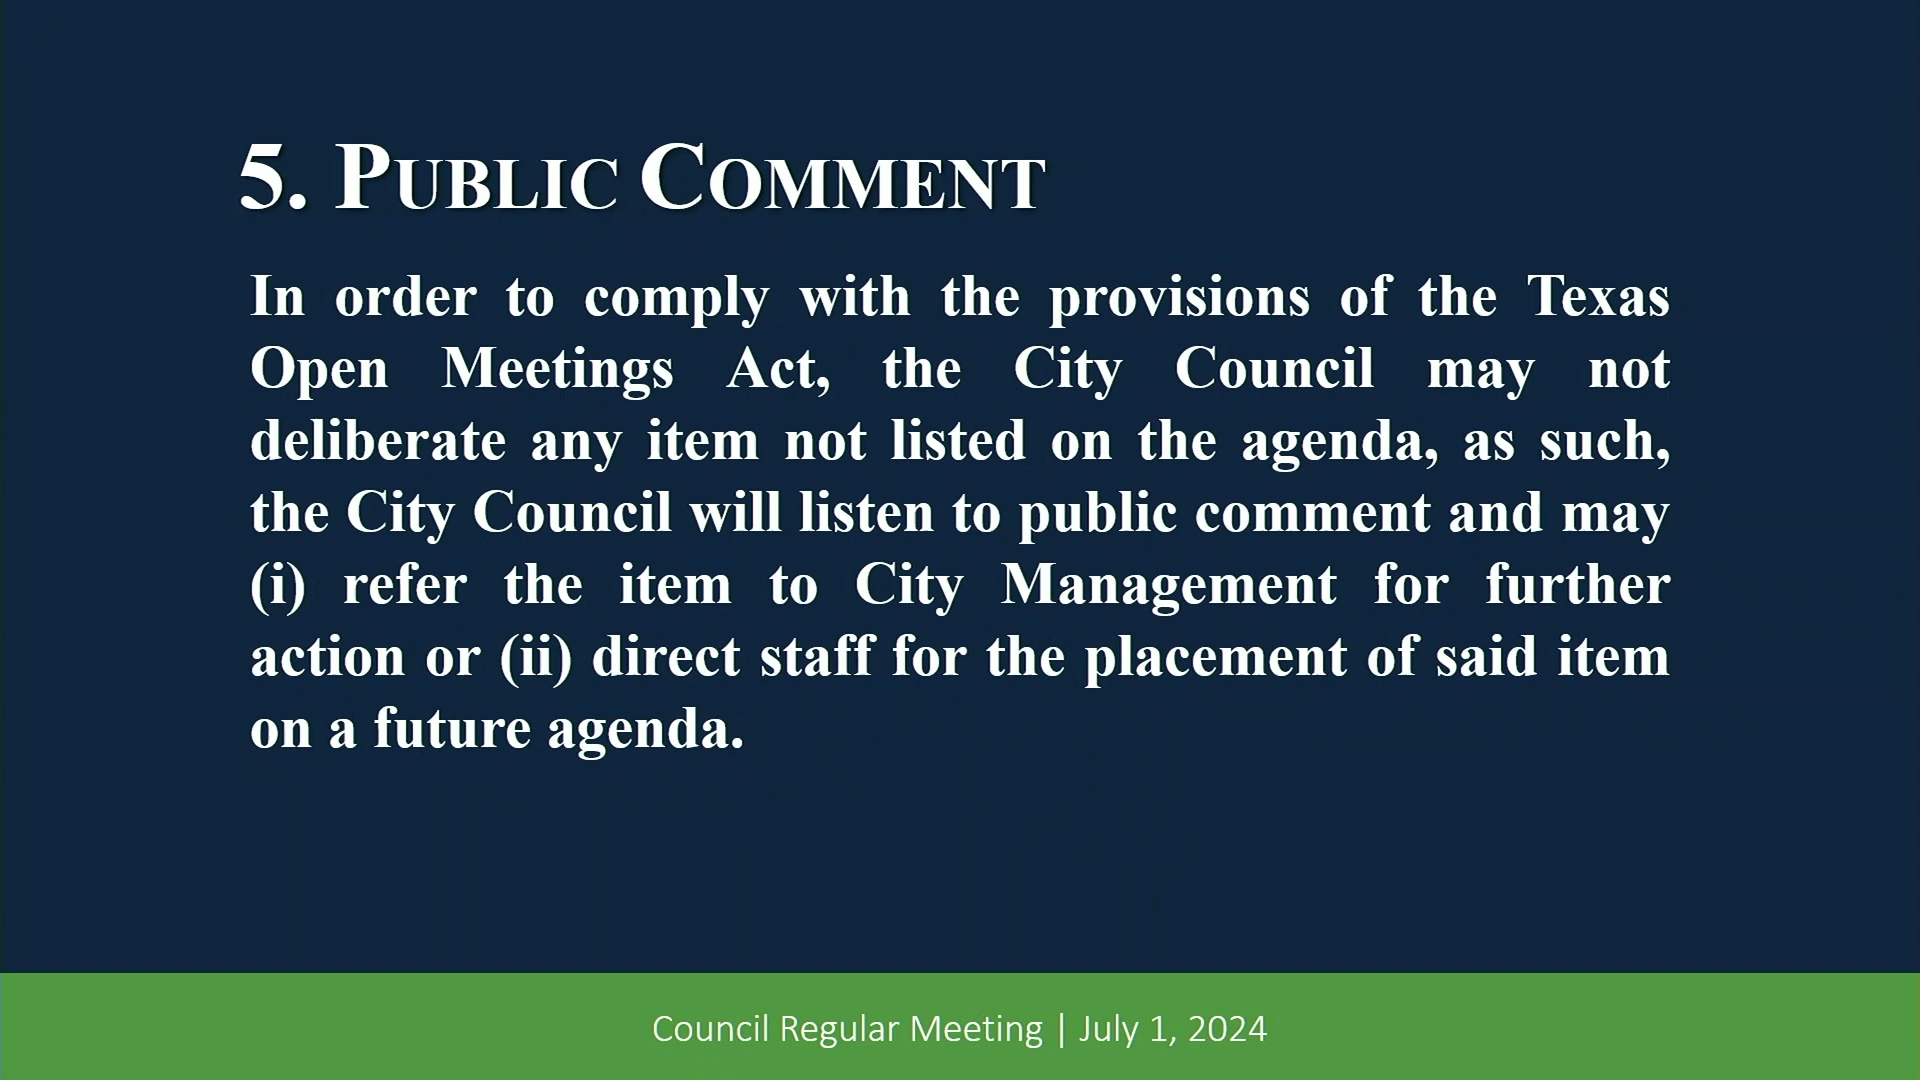 5. PUBLIC COMMENT
In order to comply with the provisions of the Texas
Open Meetings Act, the City Council may not
deliberate any item not listed on the agenda, as such,
the City Council will listen to public comment and may
(i) refer the item to City Management for further
action or (ii) direct staff for the placement of said item
on a future agenda.
Council Regular Meeting | July 1, 2024